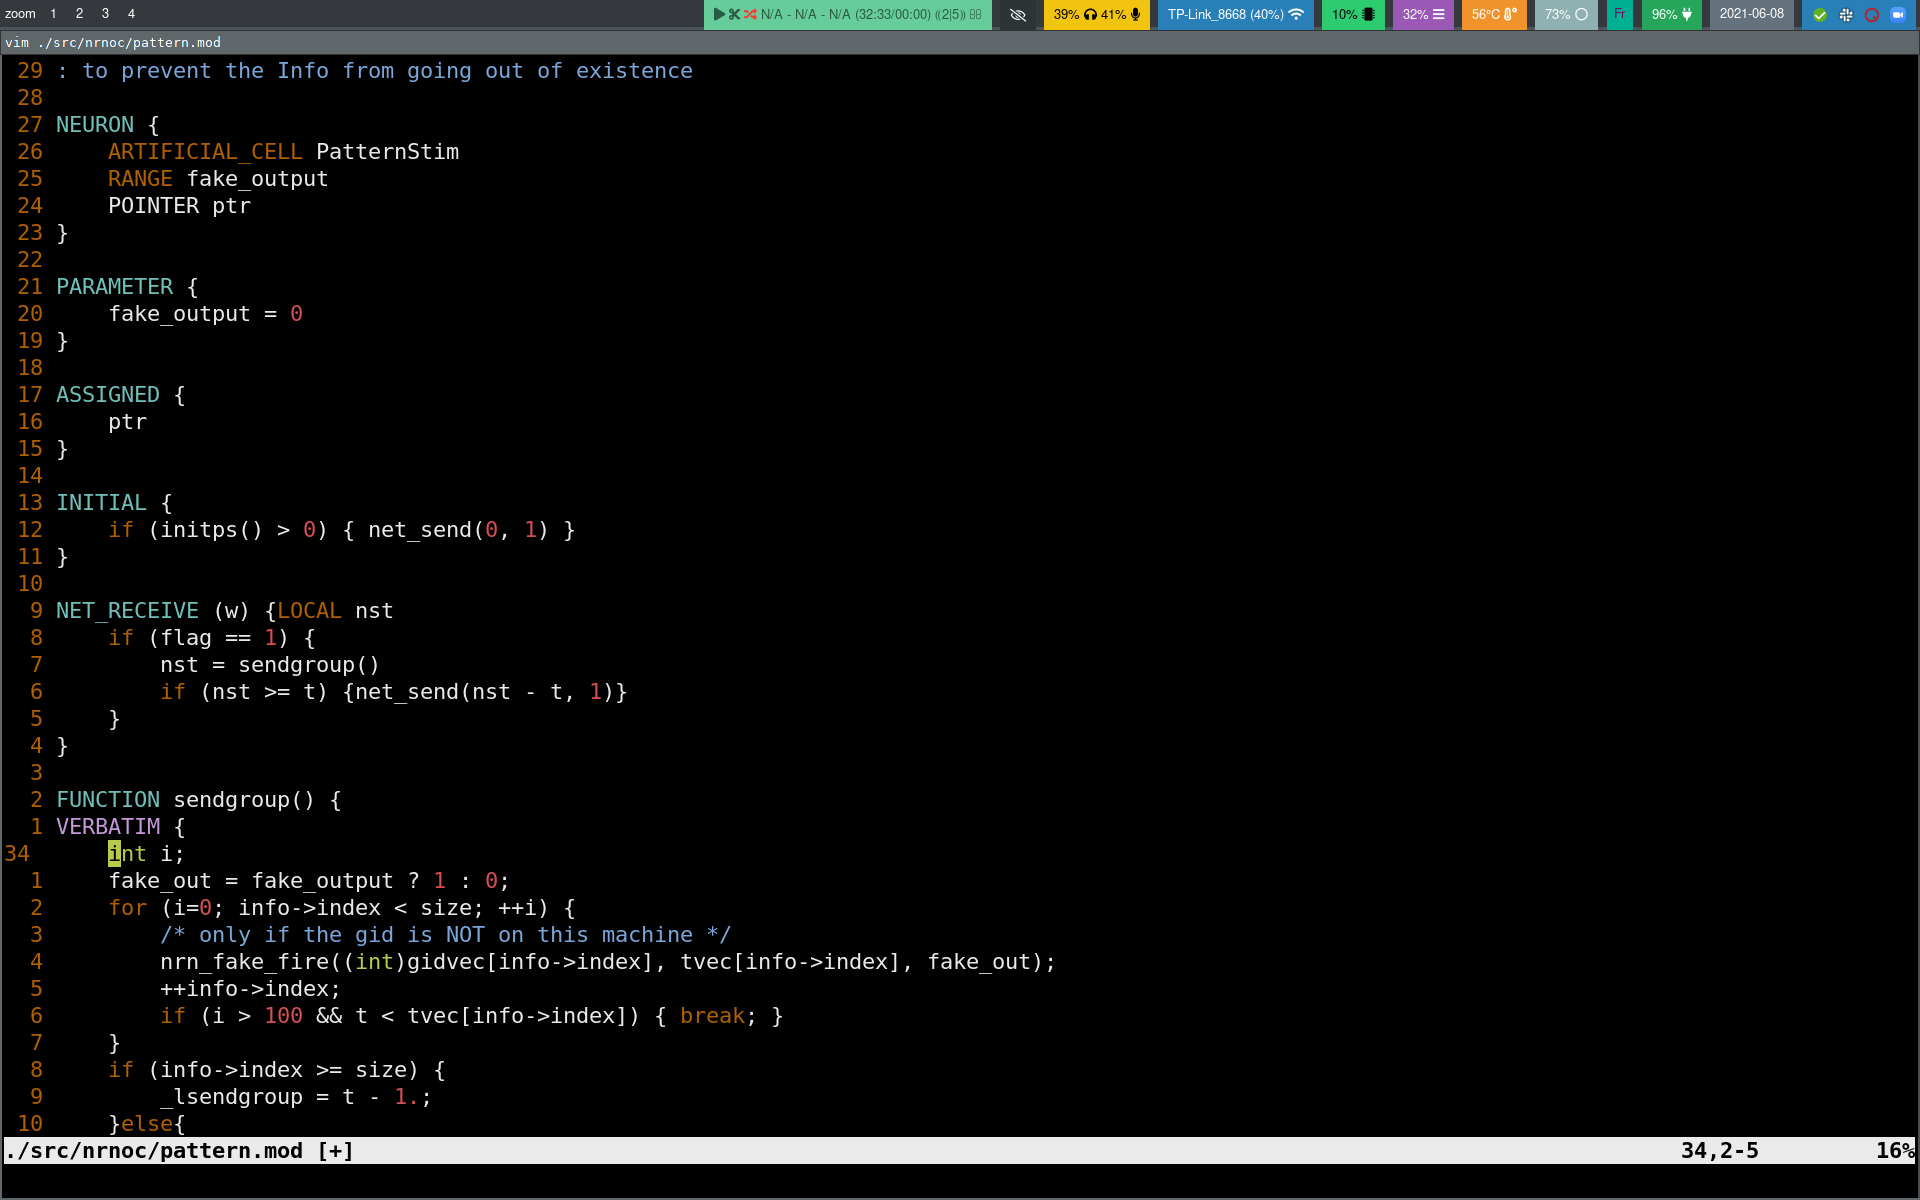 zoom 1 2 3 4 N/A - N/A - N/A (32:33/00:00) ((2|5)) 39% 41% TP-Link_8668 (40%) 10% 32% 56°C 73% Fr 96% 2021-06-08
vim ./src/nrnoc/pattern.mod
29 : to prevent the Info from going out of existence
28
27 NEURON {
26     ARTIFICIAL_CELL PatternStim
25     RANGE fake_output
24     POINTER ptr
23 }
22
21 PARAMETER {
20     fake_output = 0
19 }
18
17 ASSIGNED {
16     ptr
15 }
14
13 INITIAL {
12     if (initps() > 0) { net_send(0, 1) }
11 }
10
9 NET_RECEIVE (w) {LOCAL nst
8     if (flag == 1) {
7         nst = sendgroup()
6         if (nst >= t) {net_send(nst - t, 1)}
5     }
4 }
3
2 FUNCTION sendgroup() {
1 VERBATIM {
34     int i;
1     fake_out = fake_output ? 1 : 0;
2     for (i=0; info->index < size; ++i) {
3         /* only if the gid is NOT on this machine */
4         nrn_fake_fire((int)gidvec[info->index], tvec[info->index], fake_out);
5         ++info->index;
6         if (i > 100 && t < tvec[info->index]) { break; }
7     }
8     if (info->index >= size) {
9         _lsendgroup = t - 1.;
10     }else{
./src/nrnoc/pattern.mod [+] 34,2-5 16%